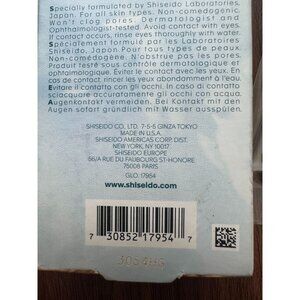 Specially formulated by Shiseido Laboratories,
Japan. For all skin types. Non-comedogenic.
Won't clog pores. Dermatologist and
Ophthalmologist-tested. Avoid contact with eyes.
If contact occurs, rinse eyes thoroughly with water.
Spécialement formulé par les Laboratoires
Shiseido, Japon. Pour tous types de peaux.
Non-comédogène. N'obstrue pas les pores.
Produit testé sous contrôle dermatologique et
ophtalmologique. Eviter le contact avec les yeux. En
cas de contact, rincer les yeux abondamment à l'eau.
Evitare il contatto con gli occhi. In caso di contatto
sciacquare accuratamente gli occhi con acqua.
Augenkontakt vermeiden. Bei Kontakt mit den
Augen sofort gründlich mit Wasser ausspülen.
SHISEIDO CO. LTD. 7-5-5 GINZA TOKYO
MADE IN U.S.A.
SHISEIDO AMERICAS CORP. DIST.
NEW YORK, NY 10017
SHISEIDO EUROPE
56/A RUE DU FAUBOURG ST-HONORE
75008 PARIS
GLO. 17954
www.shiseido.com
7 30852 17954 7